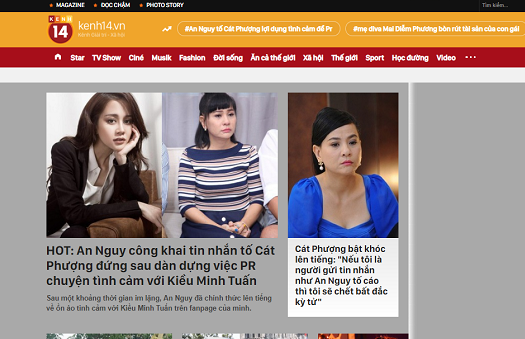 MAGAZINE
ĐỌC CHẬM
PHOTO STORY
Tìm kiếm...
KENH
14
kenh14.vn
#An Nguy tố Cát Phượng lợi dụng tình cảm để PR
#mẹ diva Mai Diễm Phương bòn rút tài sản của con gái
Star TV Show Ciné Musik Fashion Đời sống Ăn cả thế giới Xã hội Thế giới Sport Học đường Video
HOT: An Nguy công khai tin nhắn tố Cát
Phượng đứng sau dàn dựng việc PR
chuyện tình cảm với Kiều Minh Tuấn
Sau một khoảng thời gian im lặng, An Nguy đã chính thức lên tiếng
về ồn ào tình cảm với Kiều Minh Tuấn trên fanpage của mình.
Cát Phượng bật khóc
lên tiếng: "Nếu tôi là
người gửi tin nhắn
như An Nguy tố cáo
thì tôi sẽ chết bất đắc
kỳ tử"